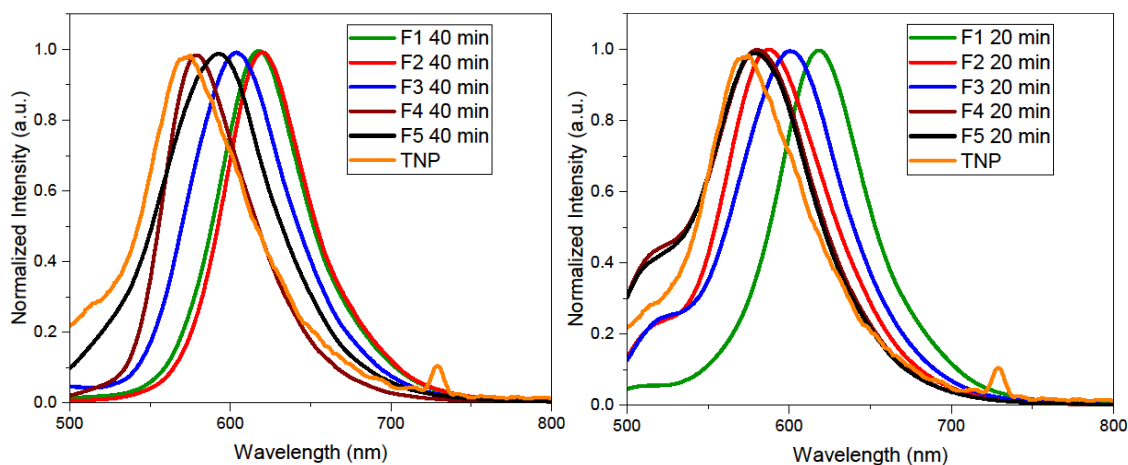 Normalized Intensity (a.u.)
1.0
0.8
0.6
0.4
0.2
0.0
F1 40 min
F2 40 min
F3 40 min
F4 40 min
F5 40 min
TNP
500
600
700
800
Wavelength (nm)
Normalized Intensity (a.u.)
1.0
0.8
0.6
0.4
0.2
0.0
F1 20 min
F2 20 min
F3 20 min
F4 20 min
F5 20 min
TNP
500
600
700
800
Wavelength (nm)